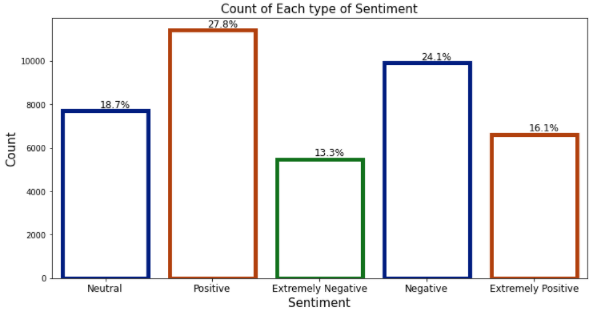 Count of Each type of Sentiment
27.8%
24.1%
18.7%
16.1%
13.3%
10000
8000
6000
4000
2000
0
Count
Neutral Positive Extremely Negative Negative Extremely Positive
Sentiment